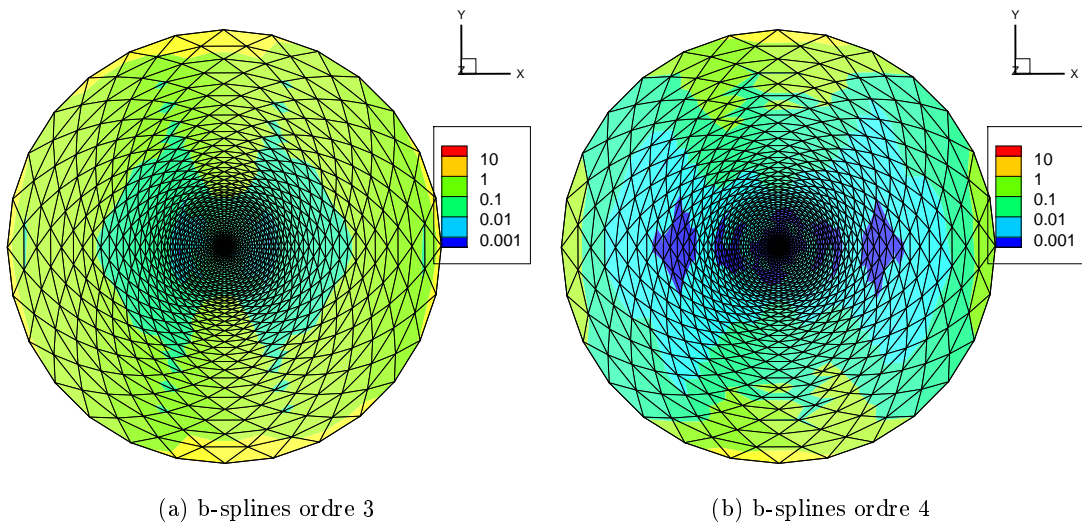 Y
Z
X
10
1
0.1
0.01
0.001
(a) b-splines ordre 3
Y
Z
X
10
1
0.1
0.01
0.001
(b) b-splines ordre 4